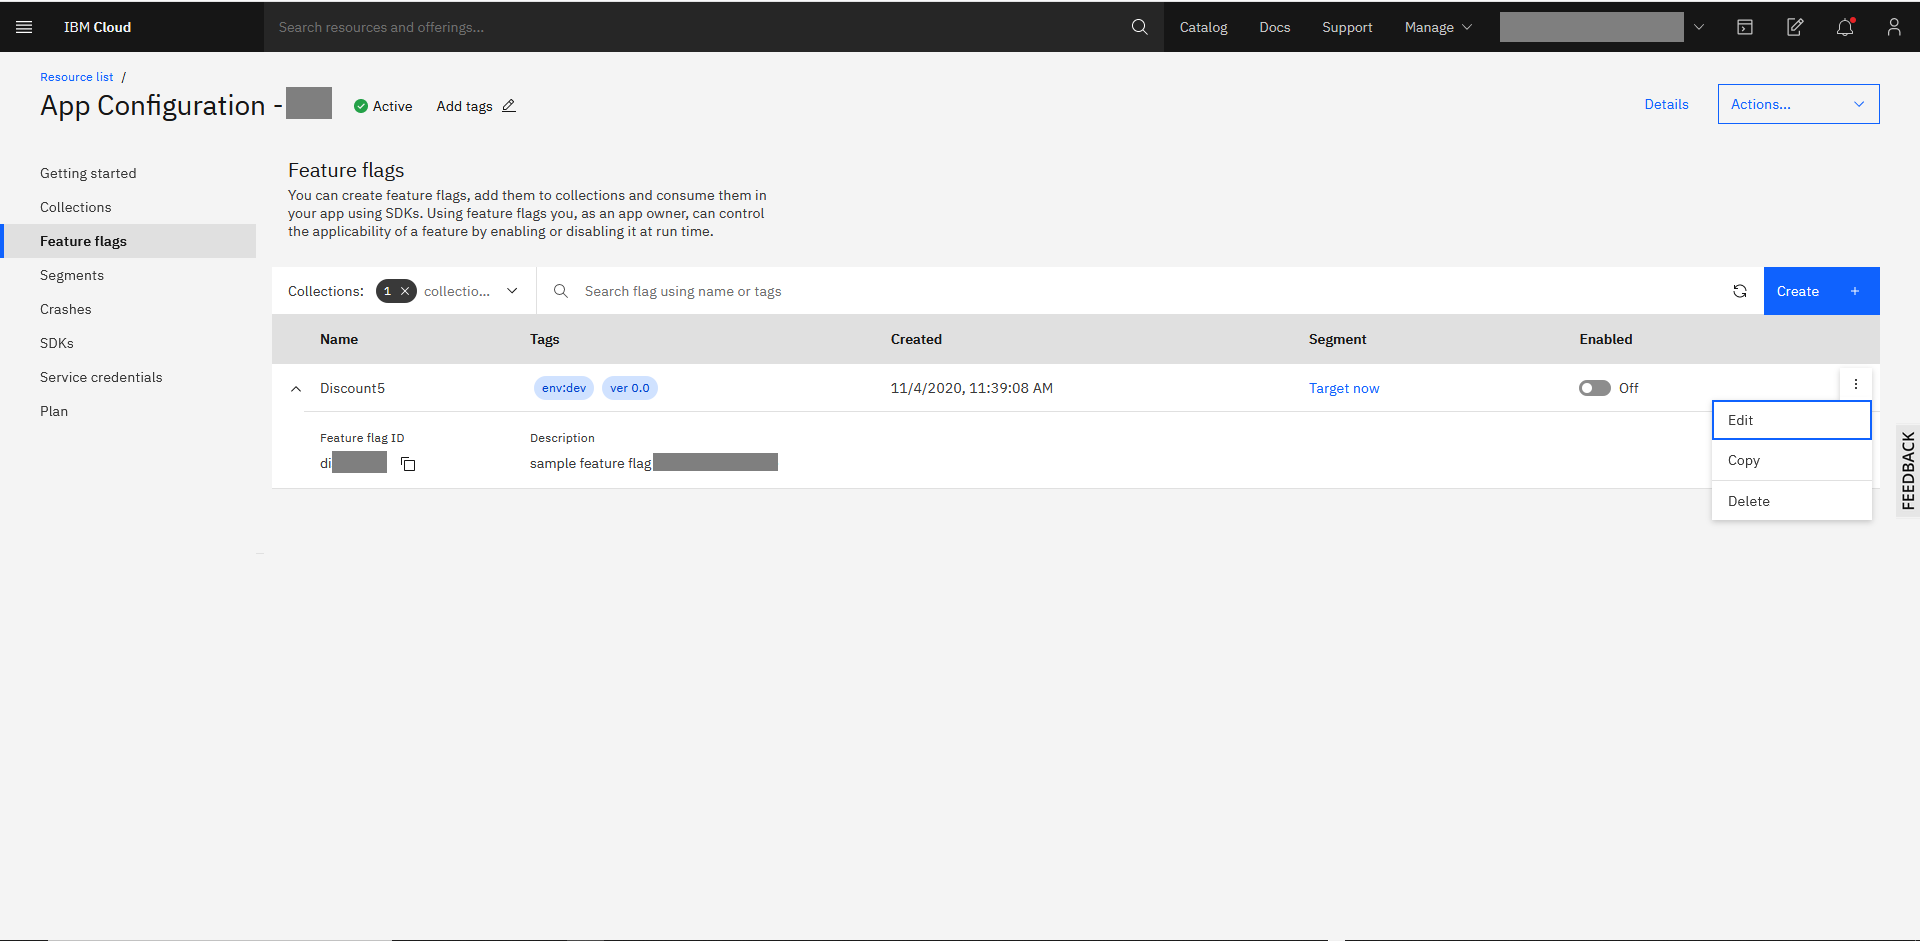 IBM Cloud
Search resources and offerings...
Catalog
Docs
Support
Manage
Resource list /
App Configuration -
Active
Add tags
Details
Actions...
Getting started
Collections
Feature flags
Segments
Crashes
SDKs
Service credentials
Plan
Feature flags
You can create feature flags, add them to collections and consume them in
your app using SDKs. Using feature flags you, as an app owner, can control
the applicability of a feature by enabling or disabling it at run time.
Collections: 1 collectio...
Search flag using name or tags
Create +
Name Tags Created Segment Enabled
Discount5 env:dev ver 0.0 11/4/2020, 11:39:08 AM Target now Off
Feature flag ID Description
di sample feature flag
Edit
Copy
Delete
FEEDBACK